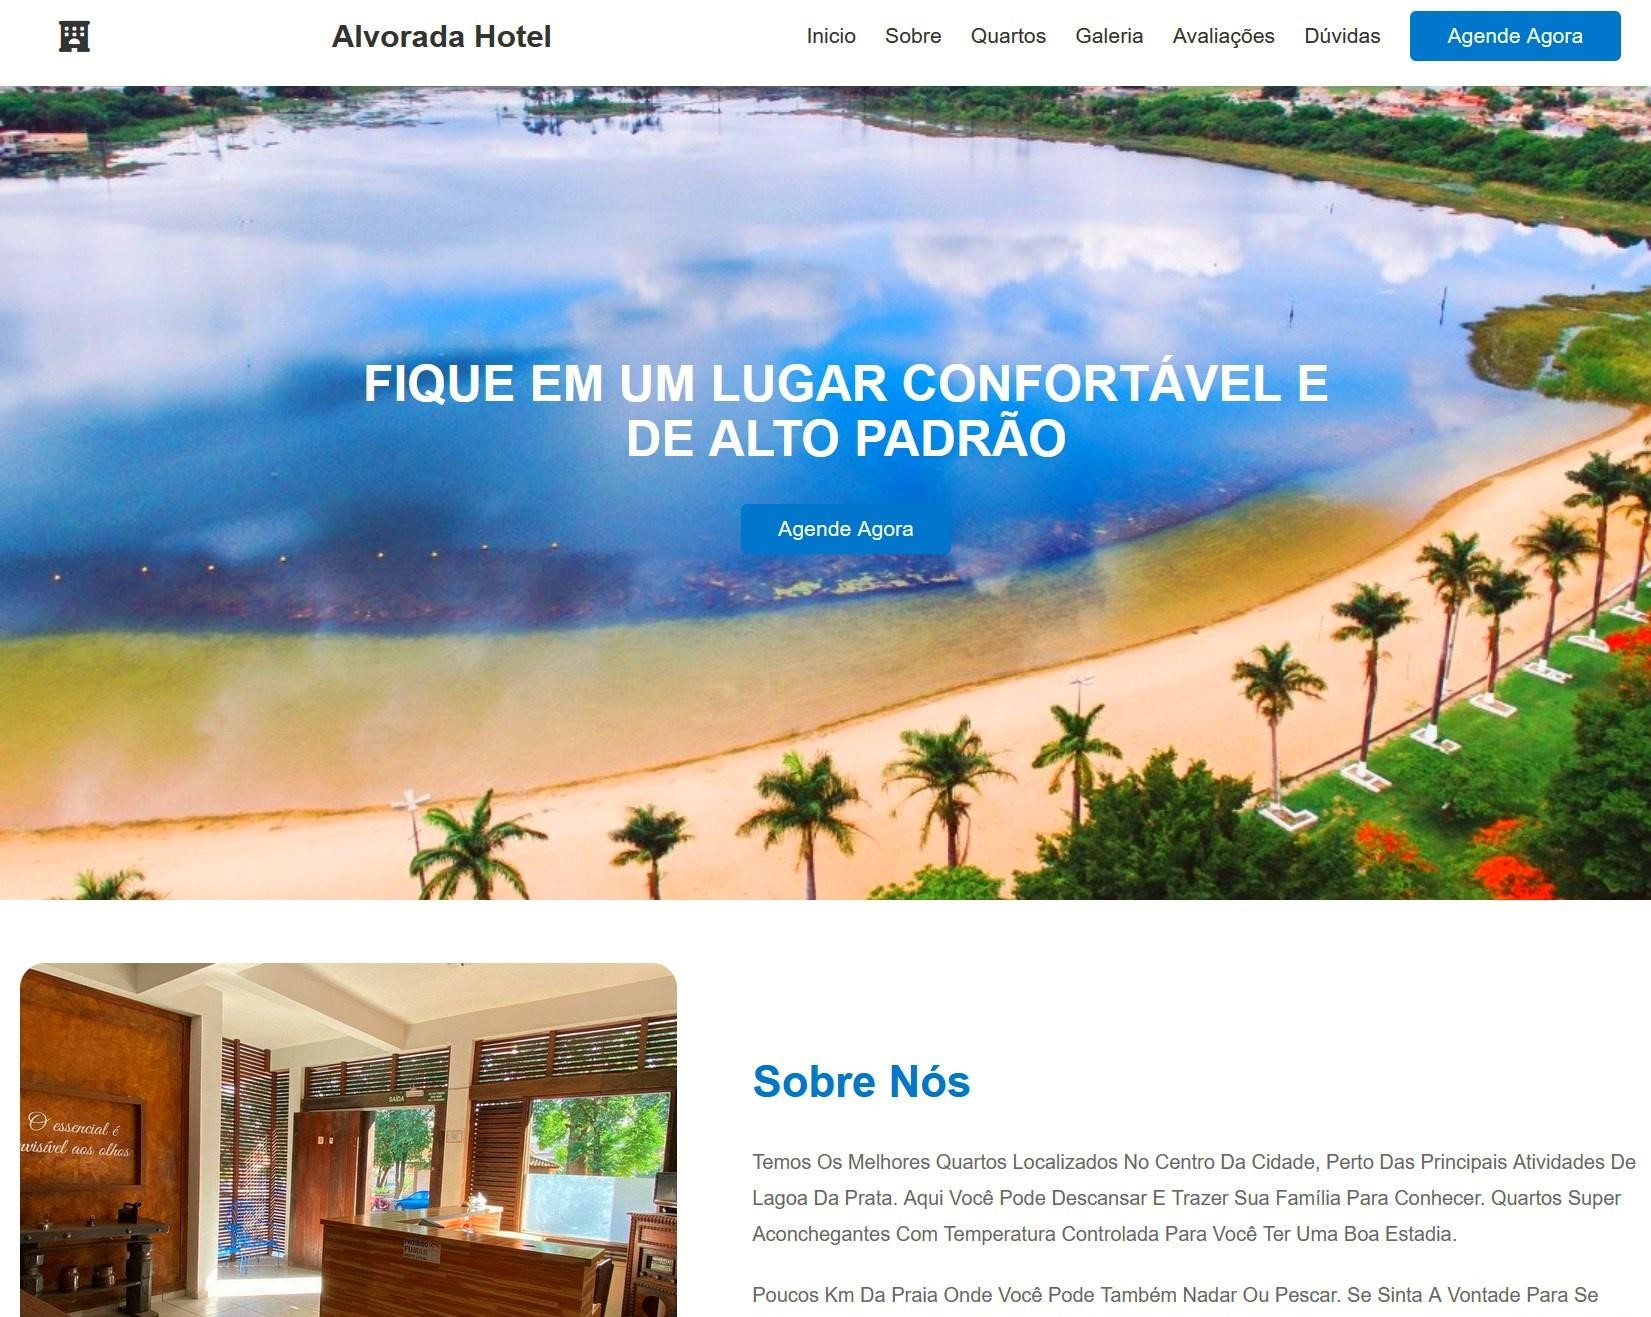 Alvorada Hotel
Inicio Sobre Quartos Galeria Avaliações Dúvidas Agende Agora
FIQUE EM UM LUGAR CONFORTÁVEL E
DE ALTO PADRÃO
Agende Agora
SAÍDA
O essencial é
invisível aos olhos
PROIBIDO
FUMAR
Sobre Nós
Temos Os Melhores Quartos Localizados No Centro Da Cidade, Perto Das Principais Atividades De
Lagoa Da Prata. Aqui Você Pode Descansar E Trazer Sua Família Para Conhecer. Quartos Super
Aconchegantes Com Temperatura Controlada Para Você Ter Uma Boa Estadia.
Poucos Km Da Praia Onde Você Pode Também Nadar Ou Pescar. Se Sinta A Vontade Para Se